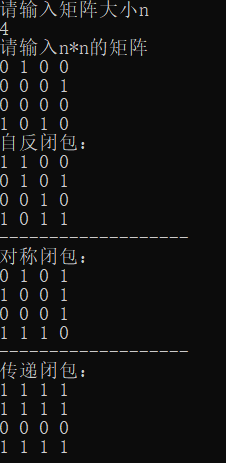 请输入矩阵大小n
4
请输入n*n的矩阵
0 1 0 0
0 0 0 1
0 0 0 0
1 0 1 0
自反闭包：
1 1 0 0
0 1 0 1
0 0 1 0
1 0 1 1
-------------------
对称闭包：
0 1 0 1
1 0 0 1
0 0 0 1
1 1 1 0
-------------------
传递闭包：
1 1 1 1
1 1 1 1
0 0 0 0
1 1 1 1